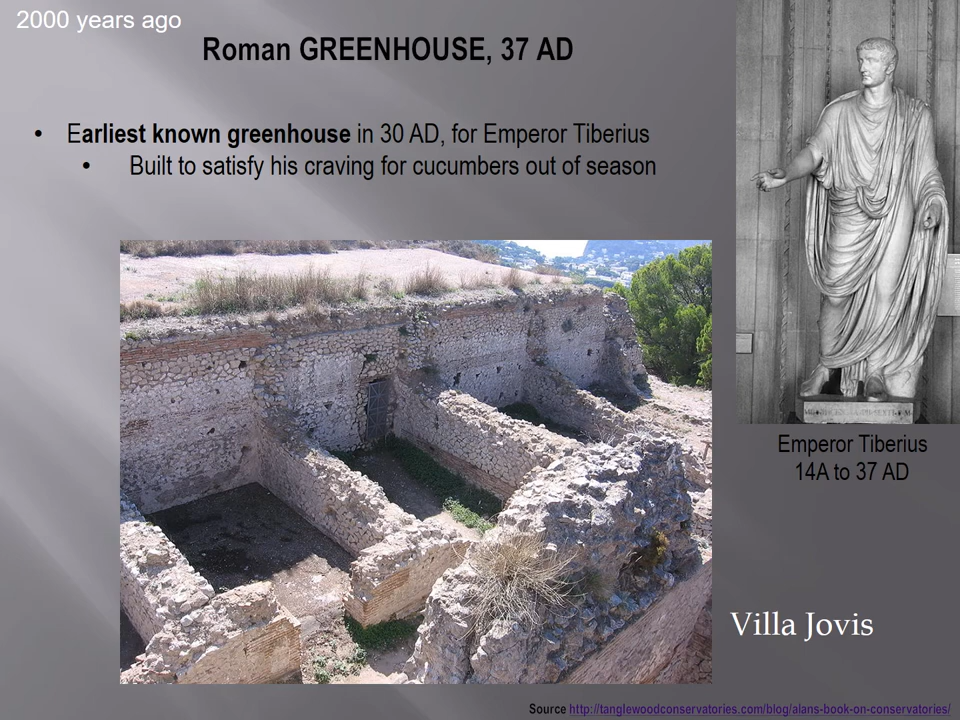 2000 years ago
Roman GREENHOUSE, 37 AD
• Earliest known greenhouse in 30 AD, for Emperor Tiberius
• Built to satisfy his craving for cucumbers out of season
Emperor Tiberius
14A to 37 AD
Villa Jovis
Source http://tanglewoodconservatories.com/blog/alans-book-on-conservatories/